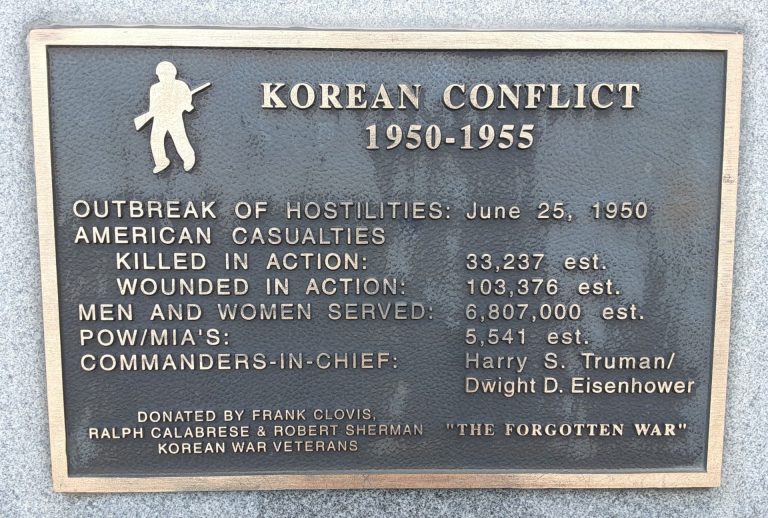 KOREAN CONFLICT
1950-1955
OUTBREAK OF HOSTILITIES: June 25, 1950
AMERICAN CASUALTIES
KILLED IN ACTION: 33,237 est.
WOUNDED IN ACTION: 103,376 est.
MEN AND WOMEN SERVED: 6,807,000 est.
POW/MIA'S: 5,541 est.
COMMANDERS-IN-CHIEF: Harry S. Truman/
Dwight D. Eisenhower
DONATED BY FRANK CLOVIS,
RALPH CALABRESE & ROBERT SHERMAN
KOREAN WAR VETERANS
"THE FORGOTTEN WAR"